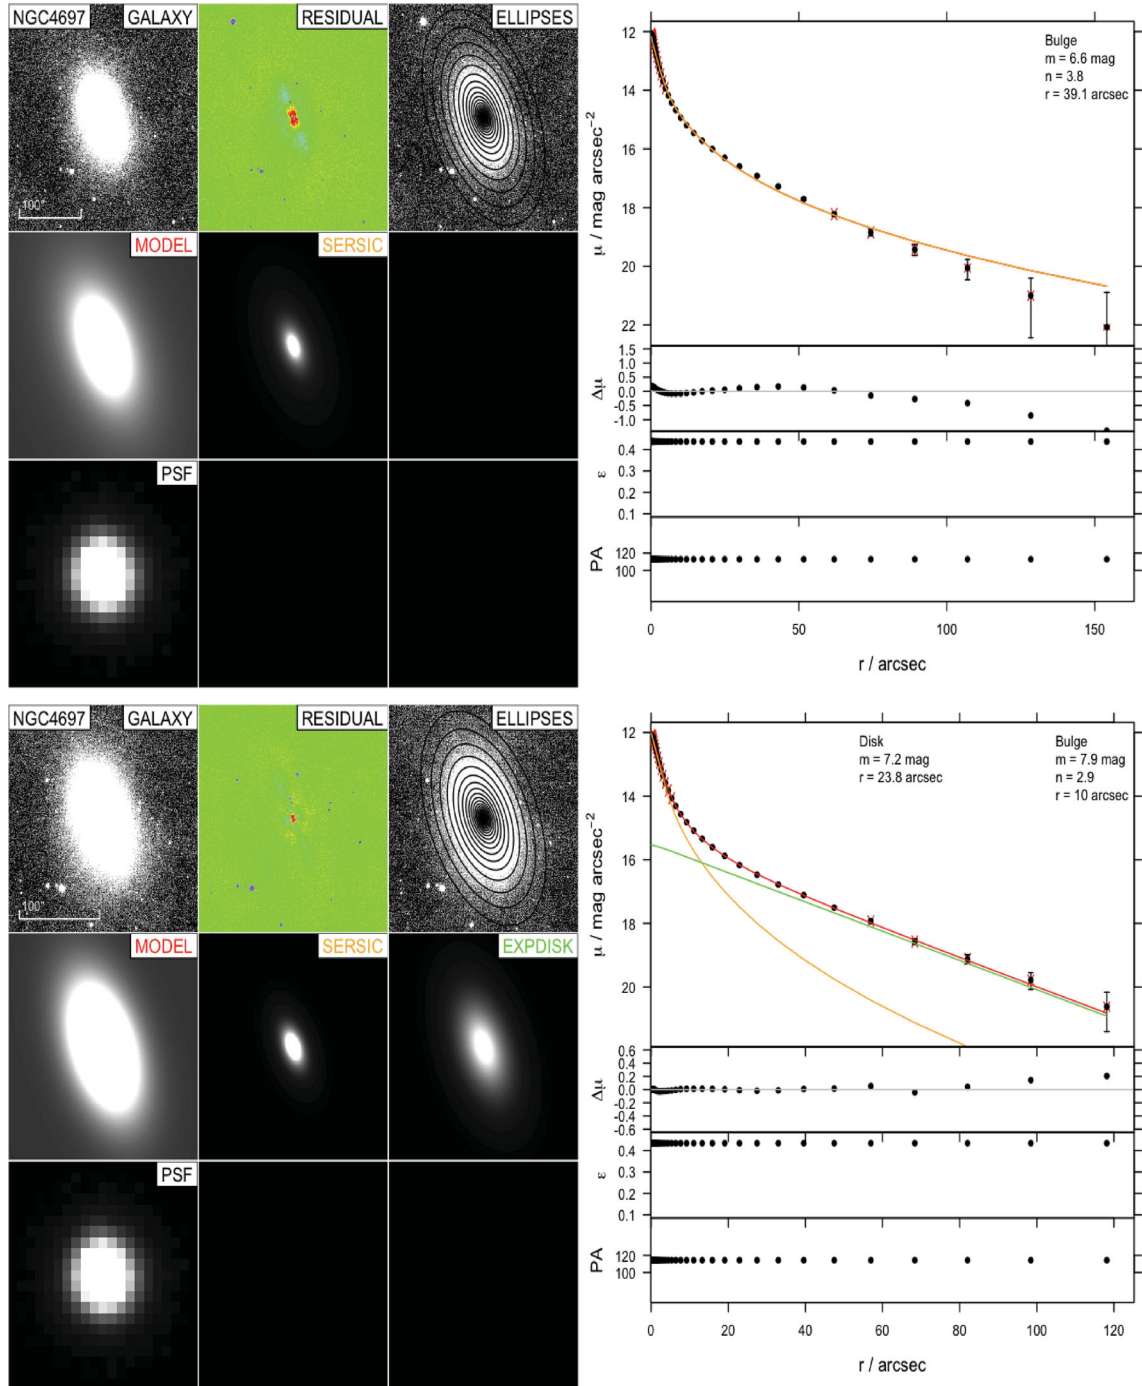 NGC4697 GALAXY RESIDUAL ELLIPSES
100"
MODEL SERSIC
PSF
12
14
16
18
20
22
μ / mag arcsec−2
Bulge
m = 6.6 mag
n = 3.8
r = 39.1 arcsec
1.5
0.5
0.0
-0.5
-1.0
Δμ
0.4
0.3
0.2
0.1
ε
120
100
PA
0 50 100 150
r / arcsec
NGC4697 GALAXY RESIDUAL ELLIPSES
100"
MODEL SERSIC EXPDISK
PSF
12
14
16
18
20
μ / mag arcsec−2
Disk
m = 7.2 mag
r = 23.8 arcsec
Bulge
m = 7.9 mag
n = 2.9
r = 10 arcsec
0.6
0.4
0.2
0.0
-0.2
-0.4
-0.6
Δμ
0.4
0.3
0.2
0.1
ε
120
100
PA
0 20 40 60 80 100 120
r / arcsec